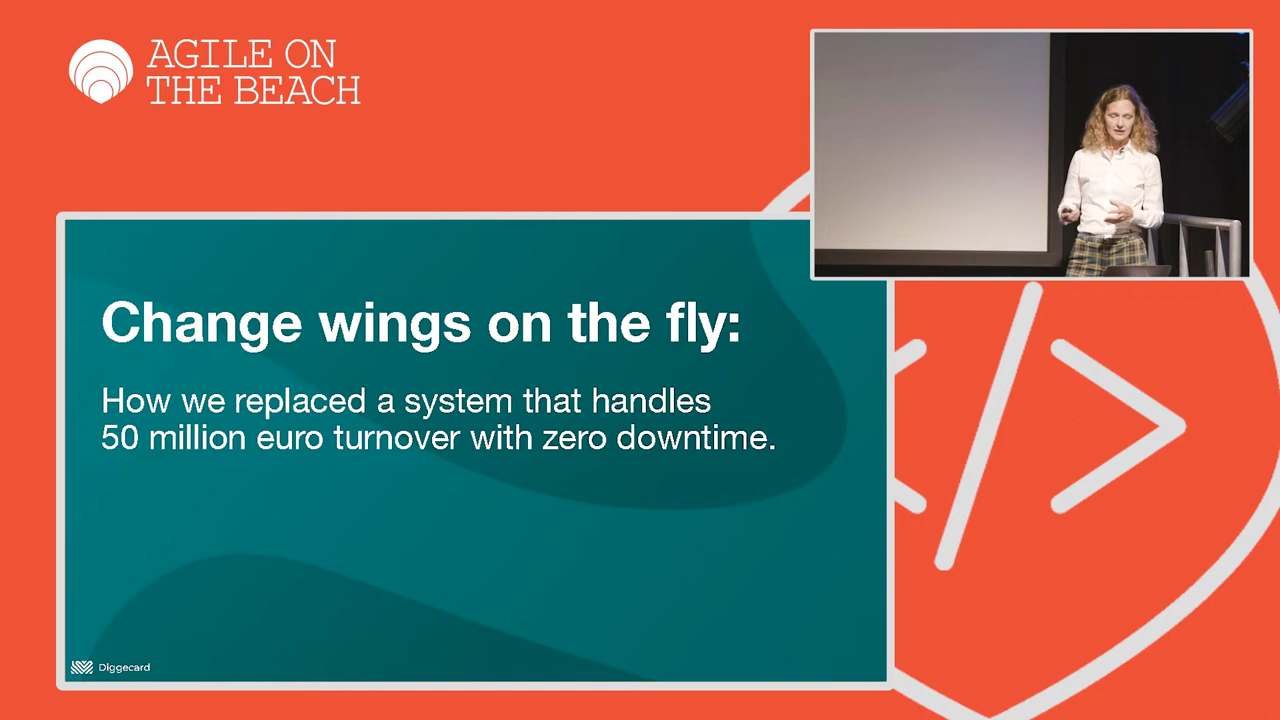 AGILE ON
THE BEACH
Change wings on the fly:
How we replaced a system that handles
50 million euro turnover with zero downtime.
Diggecard